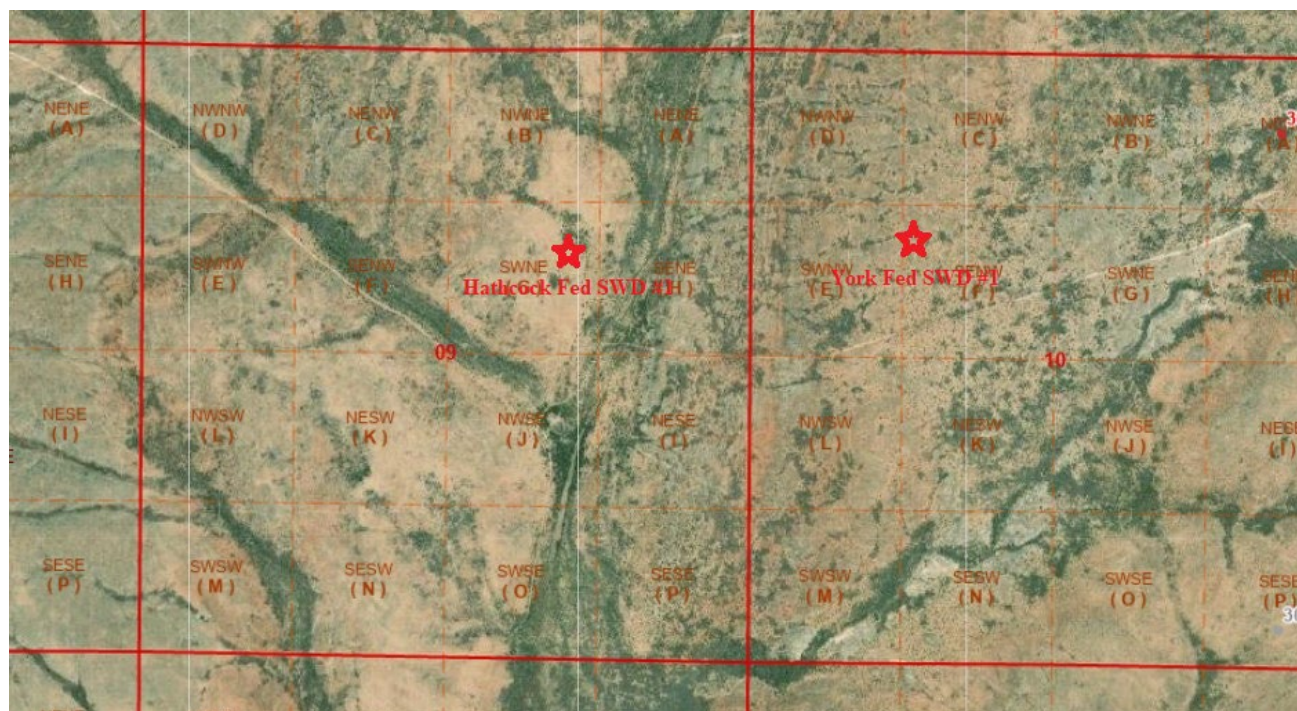 NENE
(A)
NWNW
(D)
NENW
(C)
NWNE
(B)
NENE
(A)
NWNW
(D)
NENW
(C)
NWNE
(B)
(A)
SENE
(H)
SWNW
(E)
SENW
(F)
SWNE
Hathcock Fed SWD #1
SENE
(H)
SWNW
(E)
York Fed SWD #1
SENW
(F)
SWNE
(G)
(H)
09
10
NESE
(I)
NWSW
(L)
NESW
(K)
NWSE
(J)
NESE
(I)
NWSW
(L)
NESW
(K)
NWSE
(J)
NESE
(I)
SESE
(P)
SWSW
(M)
SESW
(N)
SWSE
(O)
SESE
(P)
SWSW
(M)
SESW
(N)
SWSE
(O)
SESE
(P)